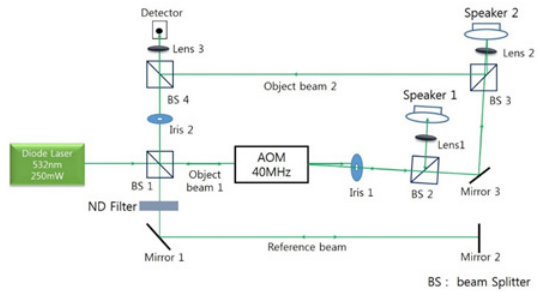 Detector
Speaker 2
Lens 3
Lens 2
BS 4
Object beam 2
BS 3
Speaker 1
Iris 2
Lens1
Diode Laser
532nm
250mW
BS 1
Object
beam 1
AOM
40MHz
Iris 1
BS 2
Mirror 3
ND Filter
Mirror 1
Reference beam
Mirror 2
BS : beam Splitter